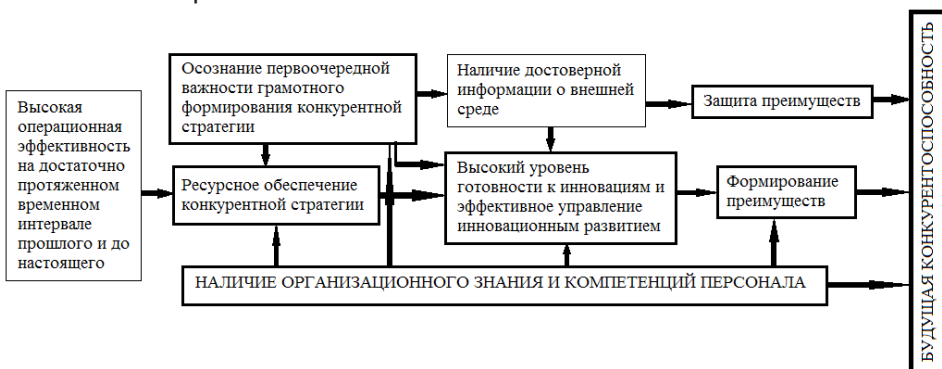 Высокая
операционная
эффективность
на достаточно
протяженном
временном
интервале
прошлого и до
настоящего
Осознание первоочередной
важности грамотного
формирования конкурентной
стратегии
Ресурсное обеспечение
конкурентной стратегии
Наличие достоверной
информации о внешней
среде
Высокий уровень
готовности к инновациям и
эффективное управление
инновационным развитием
Защита преимуществ
Формирование
преимуществ
НАЛИЧИЕ ОРГАНИЗАЦИОННОГО ЗНАНИЯ И КОМПЕТЕНЦИЙ ПЕРСОНАЛА
БУДУЩАЯ КОНКУРЕНТОСПОСОБНОСТЬ